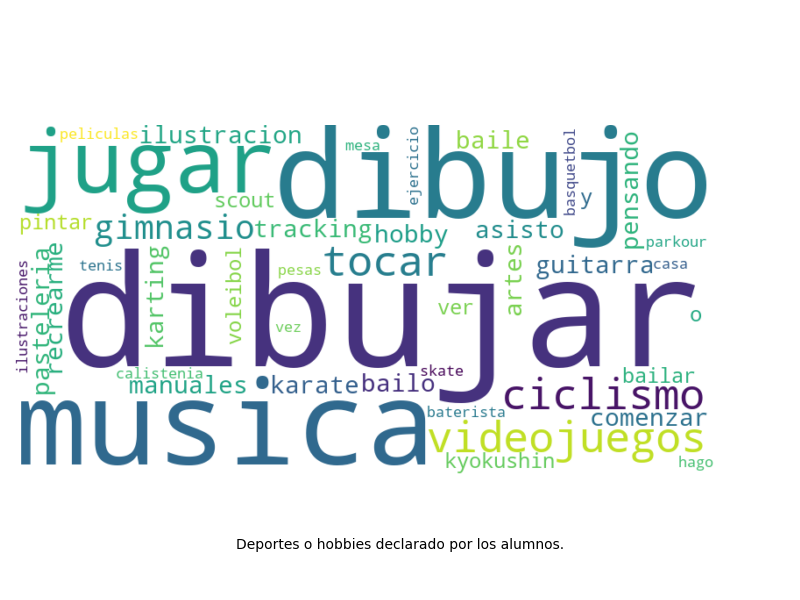 peliculas
ilustracion
jugar
dibujo
mesa
ejercicio
baile
basquetbol
pensando
scout
y
pintar
gimnasio
tracking
hobby
asisto
parkour
ilustraciones
pasteleria
recrearme
tenis
karting
voleibol
pesas
tocar
artes
guitarra
casa
dibujar
vez
ver
o
calistenia
manuales
karate
bailo
skate
bailar
ciclismo
musica
baterista
comenzar
videojuegos
kyokushin
hago
Deportes o hobbies declarado por los alumnos.